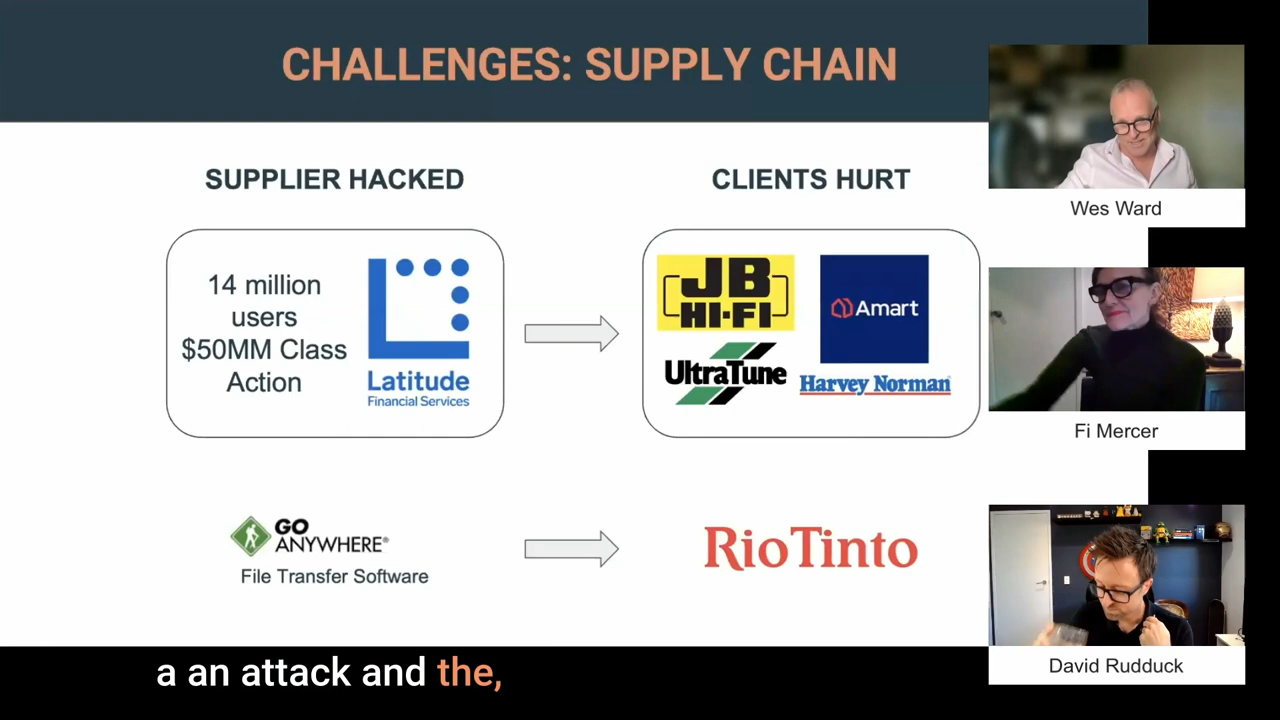 CHALLENGES: SUPPLY CHAIN
SUPPLIER HACKED
CLIENTS HURT
14 million
users
$50MM Class
Action
Latitude
Financial Services
JB
HI-FI
Amart
UltraTune
Harvey Norman
GO
ANYWHERE®
File Transfer Software
RioTinto
Wes Ward
Fi Mercer
David Rudduck
a an attack and the,